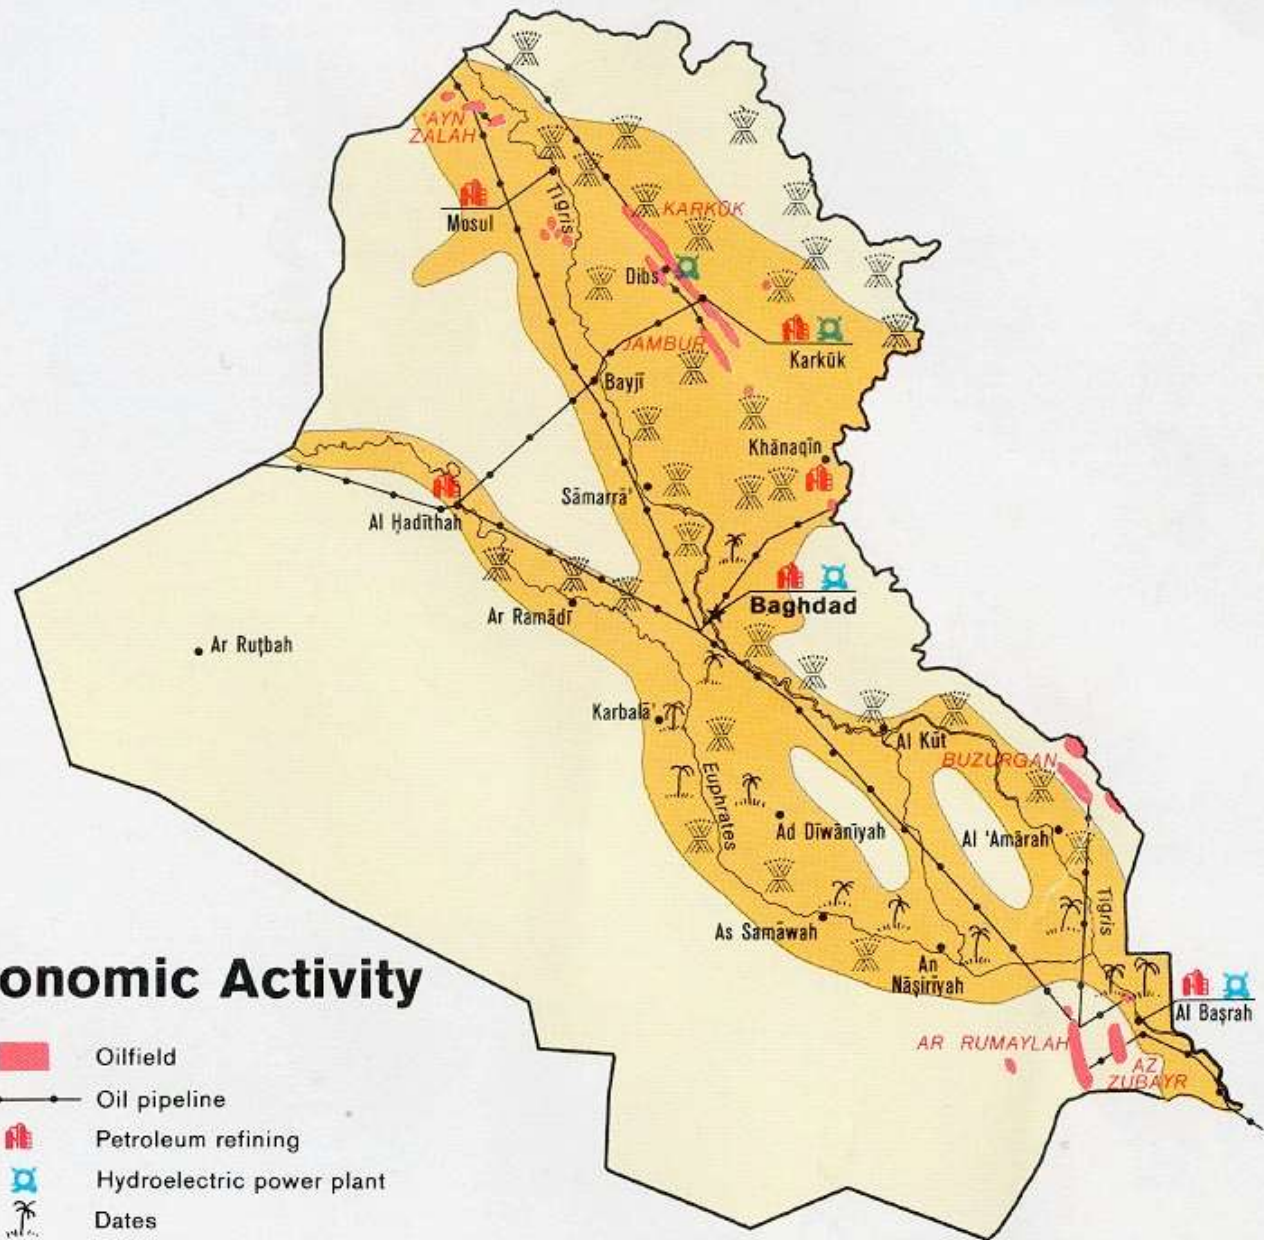 'AYN
ZALAH
Mosul
Tigris
KARKŪK
Dibs
JAMBUR
Karkūk
Bayjī
Khānaqīn
Sāmarrā'
Al Ḥadīthah
Baghdad
Ar Ramādī
Ar Ruṭbah
Karbalā'
Al Kūt
BUZURGAN
Euphrates
Ad Dīwānīyah
Al 'Amārah
Tigris
As Samāwah
An
Nāṣirīyah
Al Baṣrah
AR RUMAYLAH
AZ
ZUBAYR
onomic Activity
Oilfield
Oil pipeline
Petroleum refining
Hydroelectric power plant
Dates